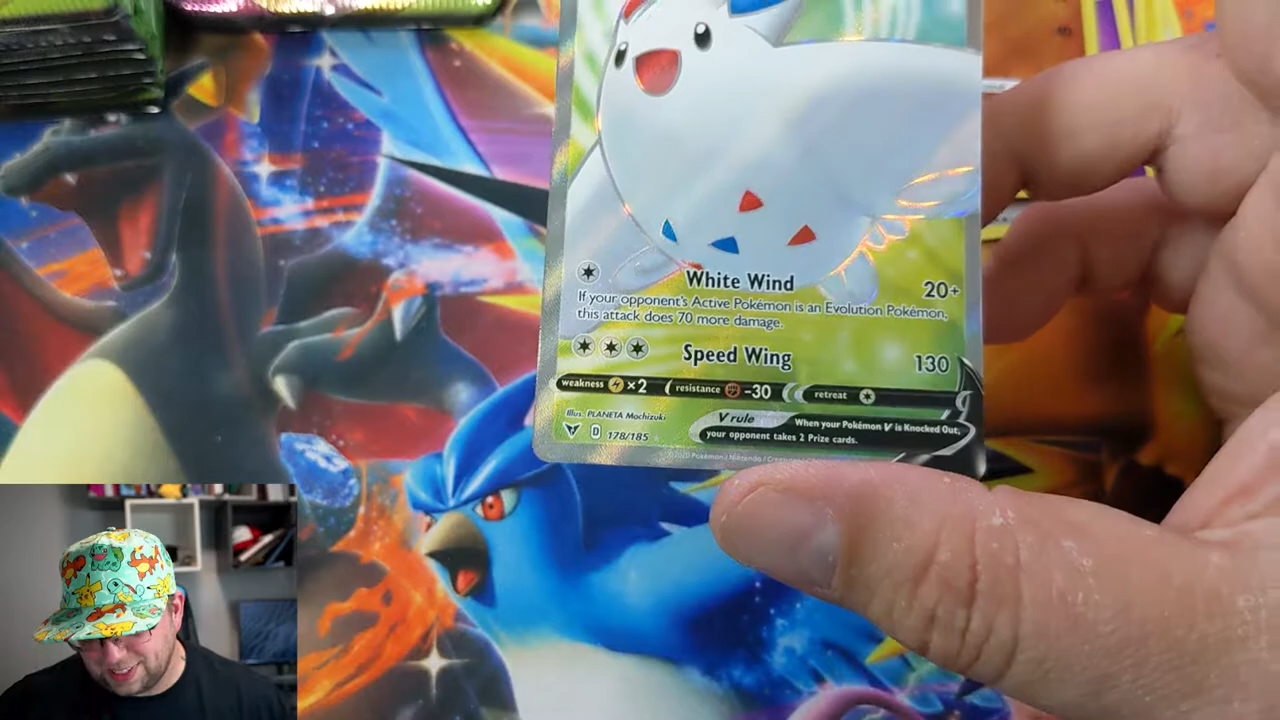 White Wind 20+
If your opponent's Active Pokémon is an Evolution Pokémon,
this attack does 70 more damage.
Speed Wing 130
weakness ×2 resistance -30 retreat
Illus. PLANETA Mochizuki
D 178/185
V rule When your Pokémon V is Knocked Out,
your opponent takes 2 Prize cards.
©2020 Pokémon / Nintendo /